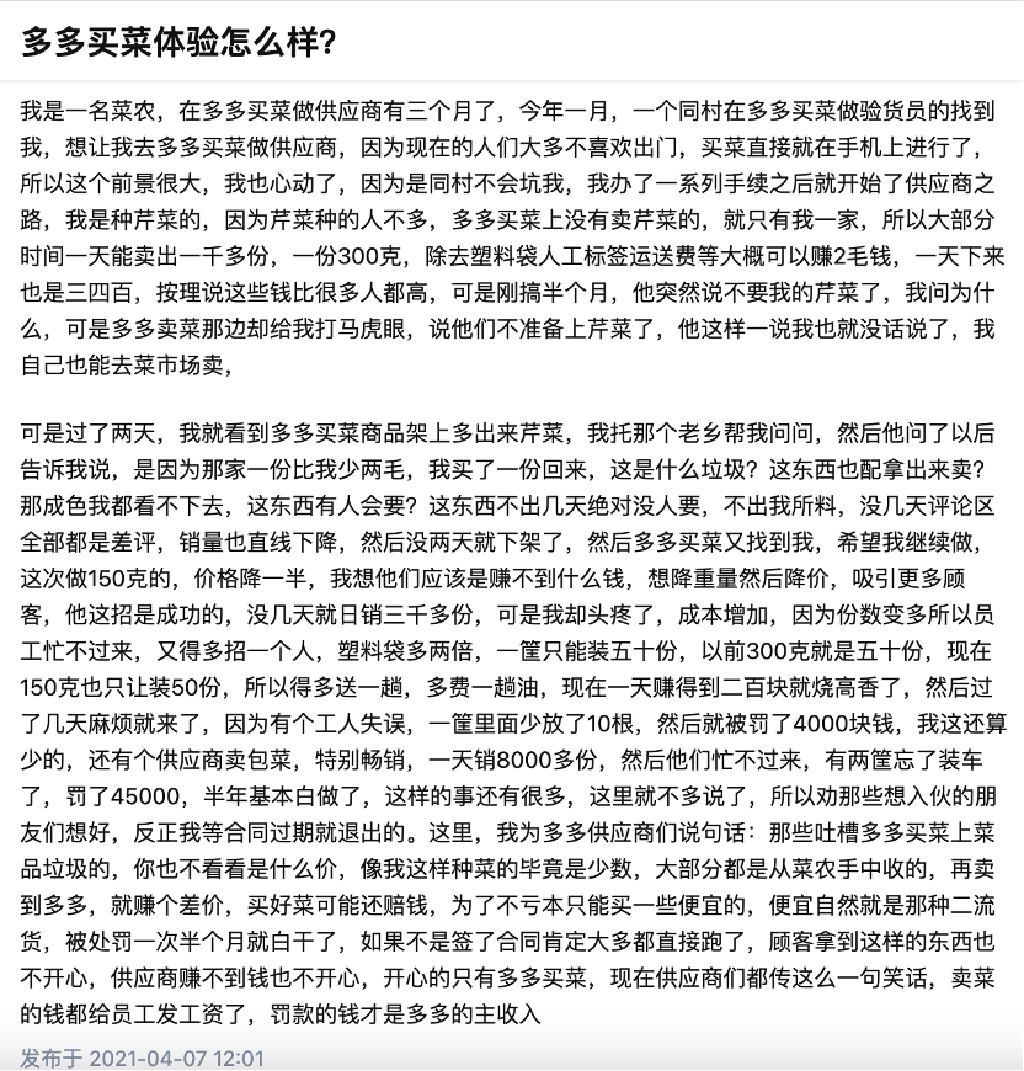 多多买菜体验怎么样?
我是一名菜农，在多多买菜做供应商有三个月了，今年一月，一个同村在多多买菜做验货员的找到
我，想让我去多多买菜做供应商，因为现在的人们大多不喜欢出门，买菜直接就在手机上进行了，
所以这个前景很大，我也心动了，因为是同村不会坑我，我办了一系列手续之后就开始了供应商之
路，我是种芹菜的，因为芹菜种的人不多，多多买菜上没有卖芹菜的，就只有我一家，所以大部分
时间一天能卖出一千多份，一份300克，除去塑料袋人工标签运送费等大概可以赚2毛钱，一天下来
也是三四百，按理说这些钱比很多人都高，可是刚搞半个月，他突然说不要我的芹菜了，我问为什
么，可是多多卖菜那边却给我打马虎眼，说他们不准备上芹菜了，他这样一说我也就没话说了，我
自己也能去菜市场卖，
可是过了两天，我就看到多多买菜商品架上多出来芹菜，我托那个老乡帮我问问，然后他问了以后
告诉我说，是因为那家一份比我少两毛，我买了一份回来，这是什么垃圾？这东西也配拿出来卖？
那成色我都看不下去，这东西有人会要？这东西不出几天绝对没人要，不出我所料，没几天评论区
全部都是差评，销量也直线下降，然后没两天就下架了，然后多多买菜又找到我，希望我继续做，
这次做150克的，价格降一半，我想他们应该是赚不到什么钱，想降重量然后降价，吸引更多顾
客，他这招是成功的，没几天就日销三千多份，可是我却头疼了，成本增加，因为份数变多所以员
工忙不过来，又得多招一个人，塑料袋多两倍，一筐只能装五十份，以前300克就是五十份，现在
150克也只让装50份，所以得多送一趟，多费一趟油，现在一天赚得到二百块就烧高香了，然后过
了几天麻烦就来了，因为有个工人失误，一筐里面少放了10根，然后就被罚了4000块钱，我这还算
少的，还有个供应商卖包菜，特别畅销，一天销8000多份，然后他们忙不过来，有两筐忘了装车
了，罚了45000，半年基本白做了，这样的事还有很多，这里就不多说了，所以劝那些想入伙的朋
友们想好，反正我等合同过期就退出的。这里，我为多多供应商们说句话：那些吐槽多多买菜上菜
品垃圾的，你也不看看是什么价，像我这样种菜的毕竟是少数，大部分都是从菜农手中收的，再卖
到多多，就赚个差价，买好菜可能还赔钱，为了不亏本只能买一些便宜的，便宜自然就是那种二流
货，被处罚一次半个月就白干了，如果不是签了合同肯定大多都直接跑了，顾客拿到这样的东西也
不开心，供应商赚不到钱也不开心，开心的只有多多买菜，现在供应商们都传这么一句笑话，卖菜
的钱都给员工发工资了，罚款的钱才是多多的主收入
发布于 2021-04-07 12:01